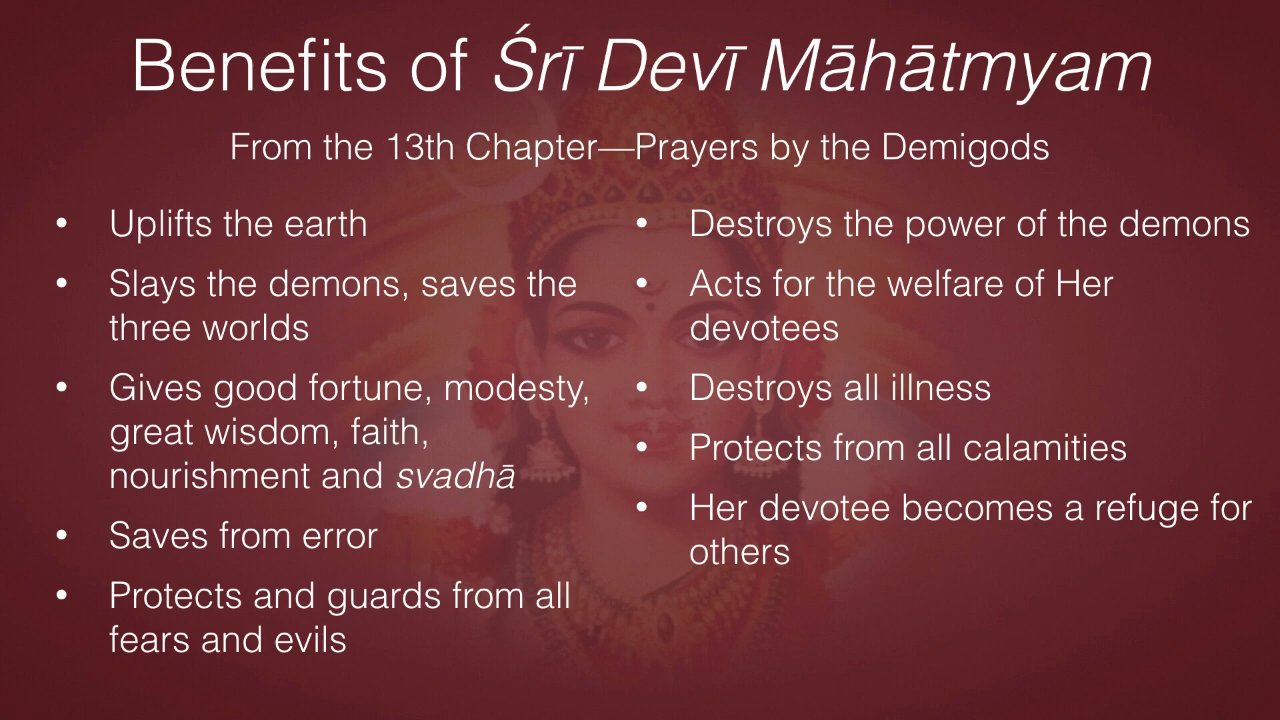 Benefits of Śrī Devī Māhātmyam
From the 13th Chapter—Prayers by the Demigods
• Uplifts the earth
• Slays the demons, saves the
three worlds
• Gives good fortune, modesty,
great wisdom, faith,
nourishment and svadhā
• Saves from error
• Protects and guards from all
fears and evils
• Destroys the power of the demons
• Acts for the welfare of Her
devotees
• Destroys all illness
• Protects from all calamities
• Her devotee becomes a refuge for
others